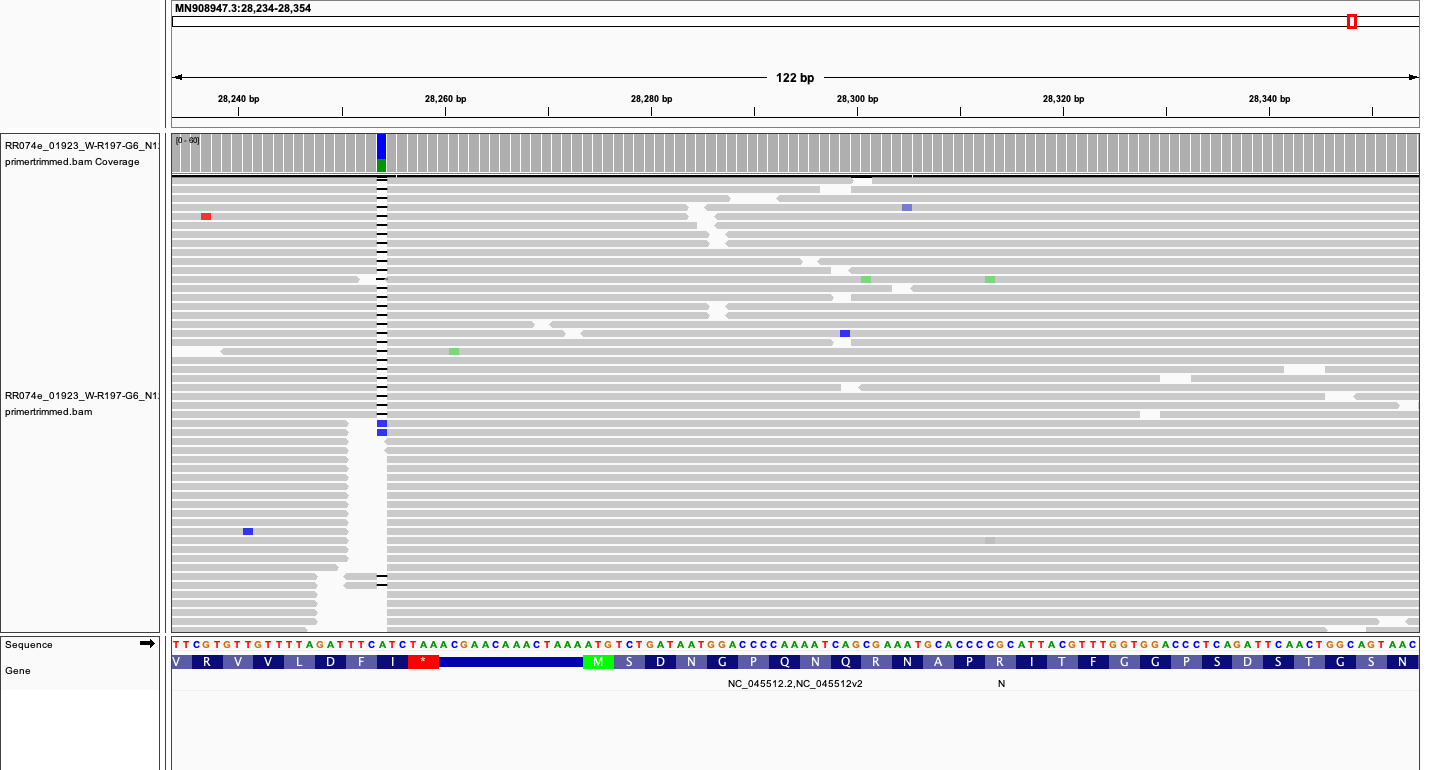 MN908947.3:28,234-28,354
122 bp
28,240 bp 28,260 bp 28,280 bp 28,300 bp 28,320 bp 28,340 bp
RR074e_01923_W-R197-G6_N1
primertrimmed.bam Coverage
[0 - 60]
RR074e_01923_W-R197-G6_N1
primertrimmed.bam
Sequence
TTCGTGTTGTTTTAGATTTCATCTAAACGAACAAACTAAAATGTCTGATAATGGACCCCAAAATCAGCGAAATGCACCCCGCATTACGTTTGGTGGACCCTCAGATTCAACTGGCAGTAAC
Gene
V R V V L D F I * M S D N G P Q N Q R N A P R I T F G G P S D S T G S N
NC_045512.2,NC_045512v2 N